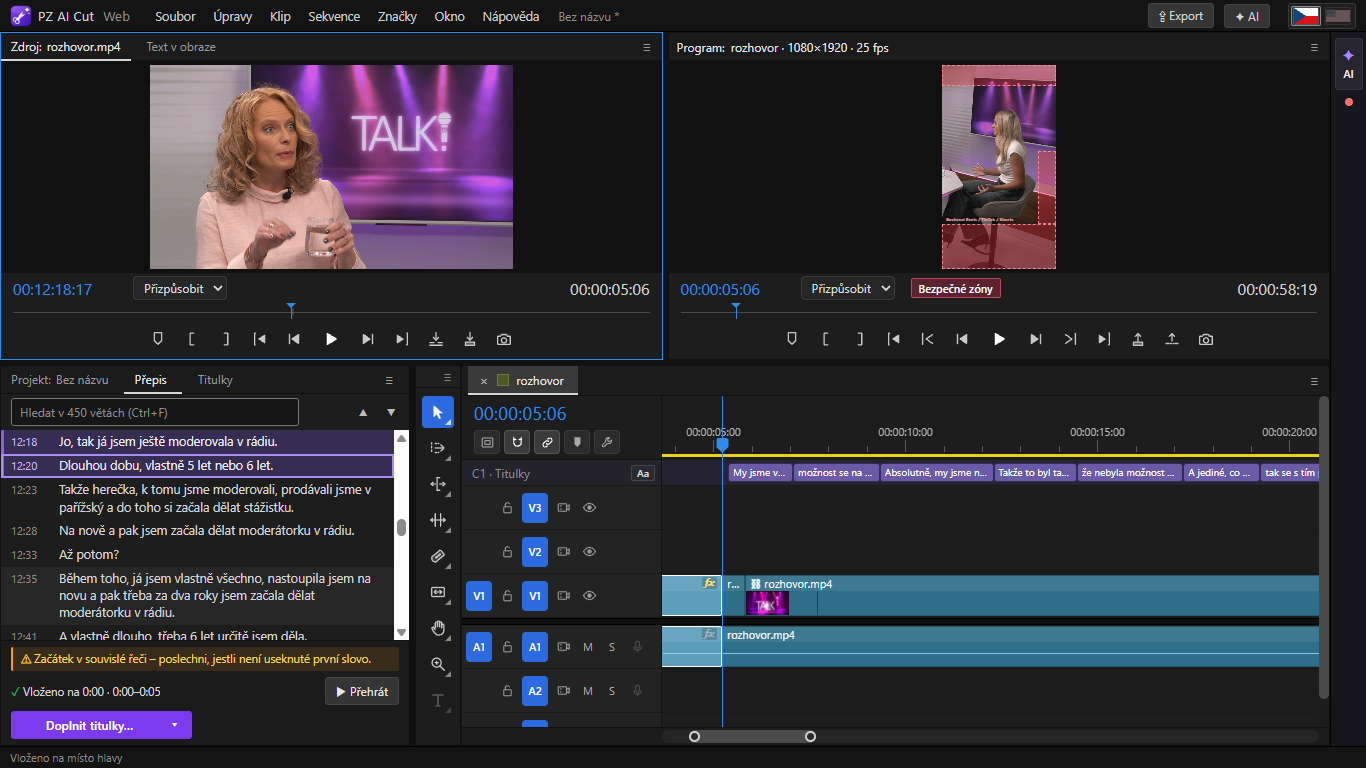 PZ AI Cut Web Soubor Úpravy Klip Sekvence Značky Okno Nápověda Bez názvu * Export AI
Zdroj: rozhovor.mp4 Text v obraze
TALK!
00:12:18:17 Přizpůsobit 00:00:05:06
Program: rozhovor · 1080×1920 · 25 fps
00:00:05:06 Přizpůsobit Bezpečné zóny 00:00:58:19
AI
Projekt: Bez názvu Přepis Titulky
Hledat v 450 větách (Ctrl+F)
12:18 Jo, tak já jsem ještě moderovala v rádiu.
12:20 Dlouhou dobu, vlastně 5 let nebo 6 let.
12:23 Takže herečka, k tomu jsme moderovali, prodávali jsme v
pařížský a do toho si začala dělat stážistku.
12:28 Na nově a pak jsem začala dělat moderátorku v rádiu.
12:33 Až potom?
12:35 Během toho, já jsem vlastně všechno, nastoupila jsem na
novu a pak třeba za dva roky jsem začala dělat
moderátorku v rádiu.
12:41 A vlastně dlouho, třeba 6 let určitě jsem děla.
⚠ Začátek v souvislé řeči – poslechni, jestli není useknuté první slovo.
✓ Vloženo na 0:00 · 0:00–0:05 ▶ Přehrát
Doplnit titulky...
rozhovor
00:00:05:06
00:00:05:00 00:00:10:00 00:00:15:00 00:00:20:00
C1 · Titulky Aa
My jsme v... možnost se na ... Absolutně, my jsme n... Takže to byl ta... že nebyla možnost ... A jediné, co ... tak se s tím
V3
V2
V1 V1 fx r... rozhovor.mp4
TALK!
A1 A1 M S fx rozhovor.mp4
A2 M S
T
Vloženo na místo hlavy